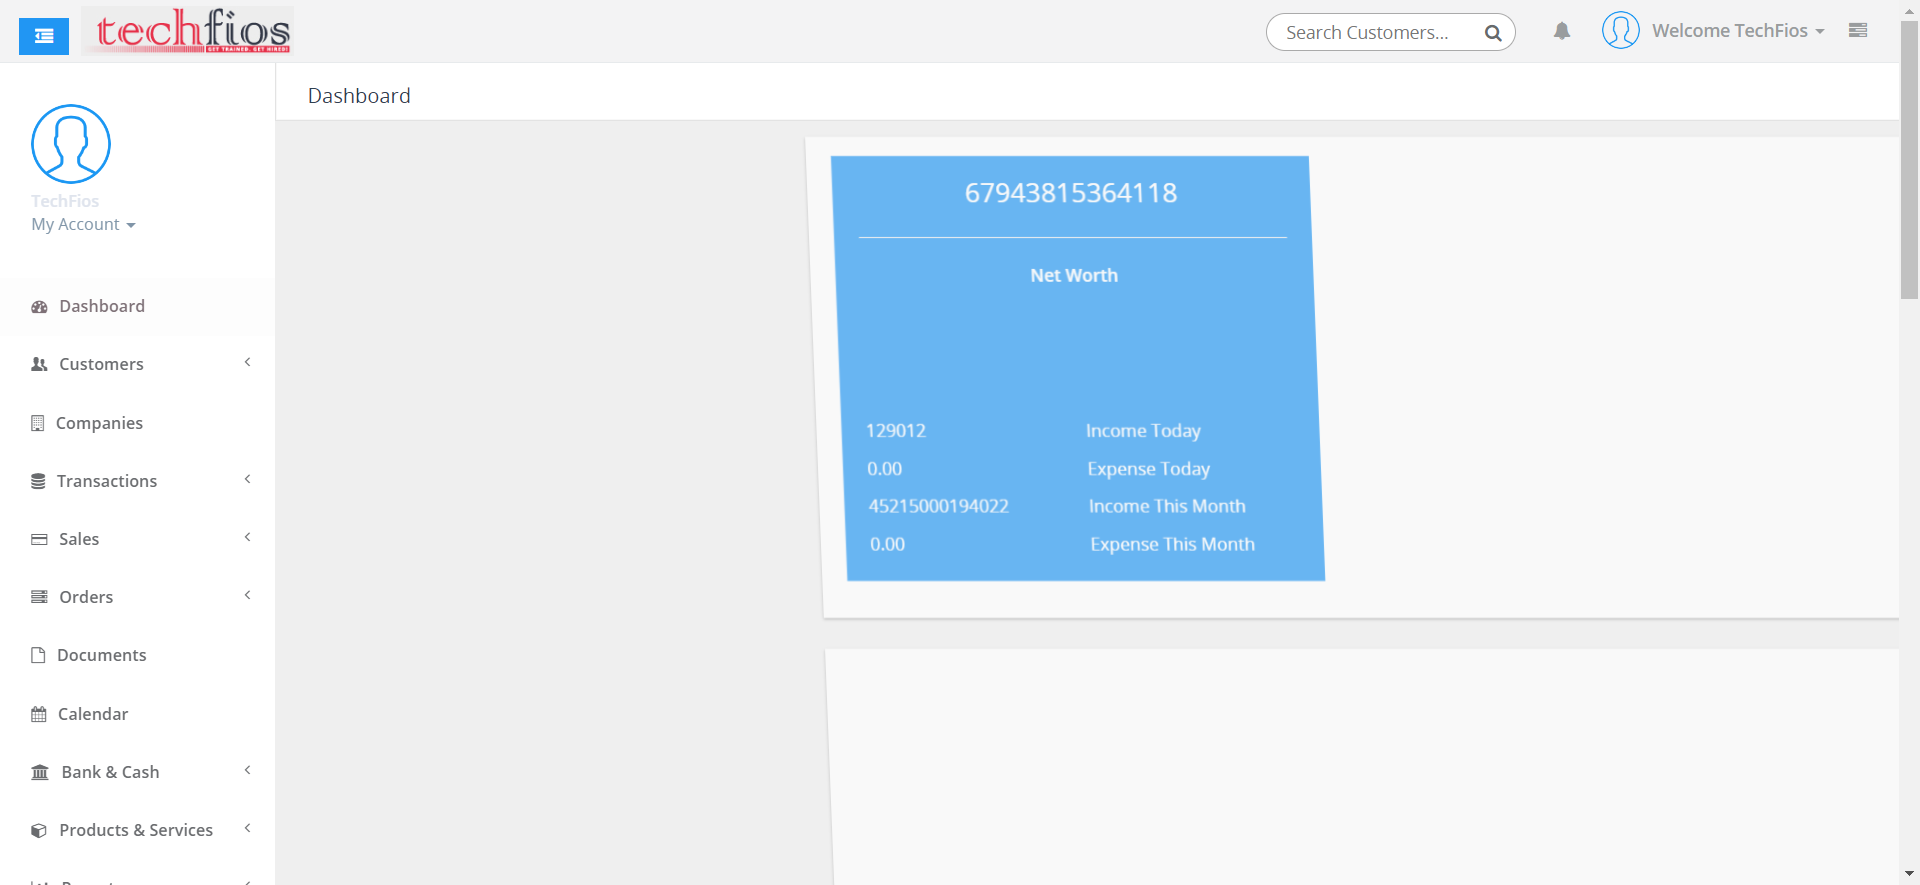 techfios
GET TRAINED. GET HIRED!
Search Customers...
Welcome TechFios
TechFios
My Account
Dashboard
Customers
Companies
Transactions
Sales
Orders
Documents
Calendar
Bank & Cash
Products & Services
Dashboard
67943815364118
Net Worth
129012 Income Today
0.00 Expense Today
45215000194022 Income This Month
0.00 Expense This Month